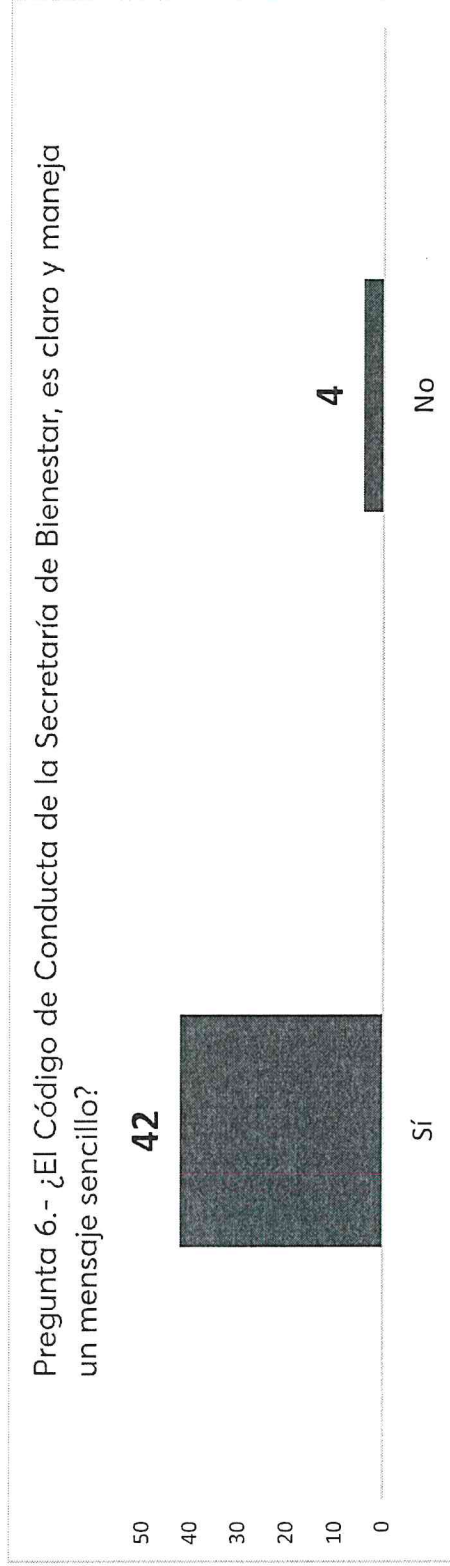 Pregunta 6.- ¿El Código de Conducta de la Secretaría de Bienestar, es claro y maneja
un mensaje sencillo?
50
40
30
20
10
0
42
4
Sí
No